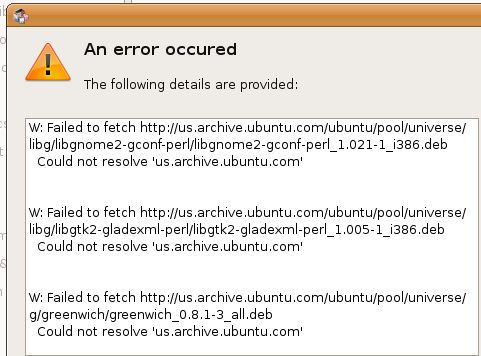 An error occured
The following details are provided:
W: Failed to fetch http://us.archive.ubuntu.com/ubuntu/pool/universe/
libg/libgnome2-gconf-perl/libgnome2-gconf-perl_1.021-1_i386.deb
Could not resolve 'us.archive.ubuntu.com'
W: Failed to fetch http://us.archive.ubuntu.com/ubuntu/pool/universe/
libg/libgtk2-gladexml-perl/libgtk2-gladexml-perl_1.005-1_i386.deb
Could not resolve 'us.archive.ubuntu.com'
W: Failed to fetch http://us.archive.ubuntu.com/ubuntu/pool/universe/
g/greenwich/greenwich_0.8.1-3_all.deb
Could not resolve 'us.archive.ubuntu.com'